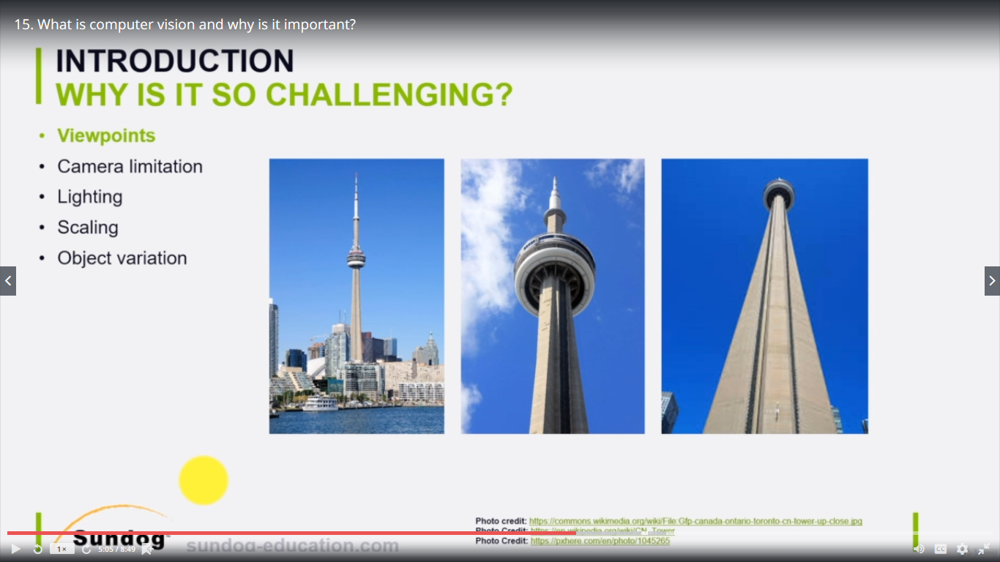 15. What is computer vision and why is it important?
INTRODUCTION
WHY IS IT SO CHALLENGING?
• Viewpoints
• Camera limitation
• Lighting
• Scaling
• Object variation
Photo credit: https://commons.wikimedia.org/wiki/File:Gfp-canada-ontario-toronto-cn-tower-up-close.jpg
Photo Credit: https://en.wikipedia.org/wiki/CN_Tower
Photo Credit: https://pxhere.com/en/photo/1045265
Sundog
sundog-education.com
1×
5:05 / 8:49
CC